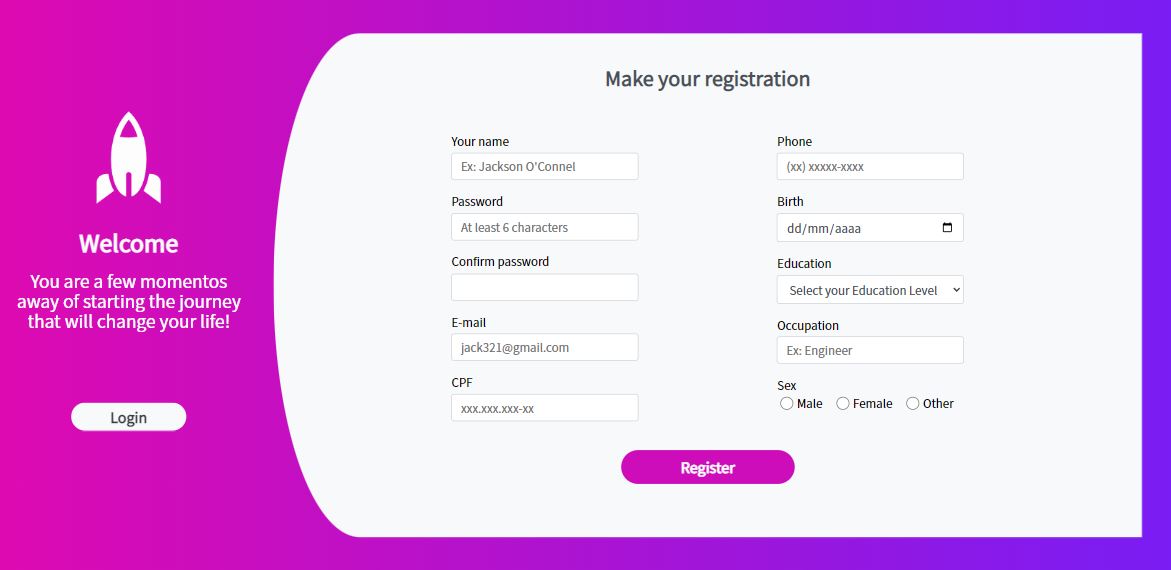 Welcome
You are a few momentos
away of starting the journey
that will change your life!
Login
Make your registration
Your name
Ex: Jackson O'Connel
Password
At least 6 characters
Confirm password
E-mail
jack321@gmail.com
CPF
xxx.xxx.xxx-xx
Phone
(xx) xxxxx-xxxx
Birth
dd/mm/aaaa
Education
Select your Education Level
Occupation
Ex: Engineer
Sex
Male Female Other
Register